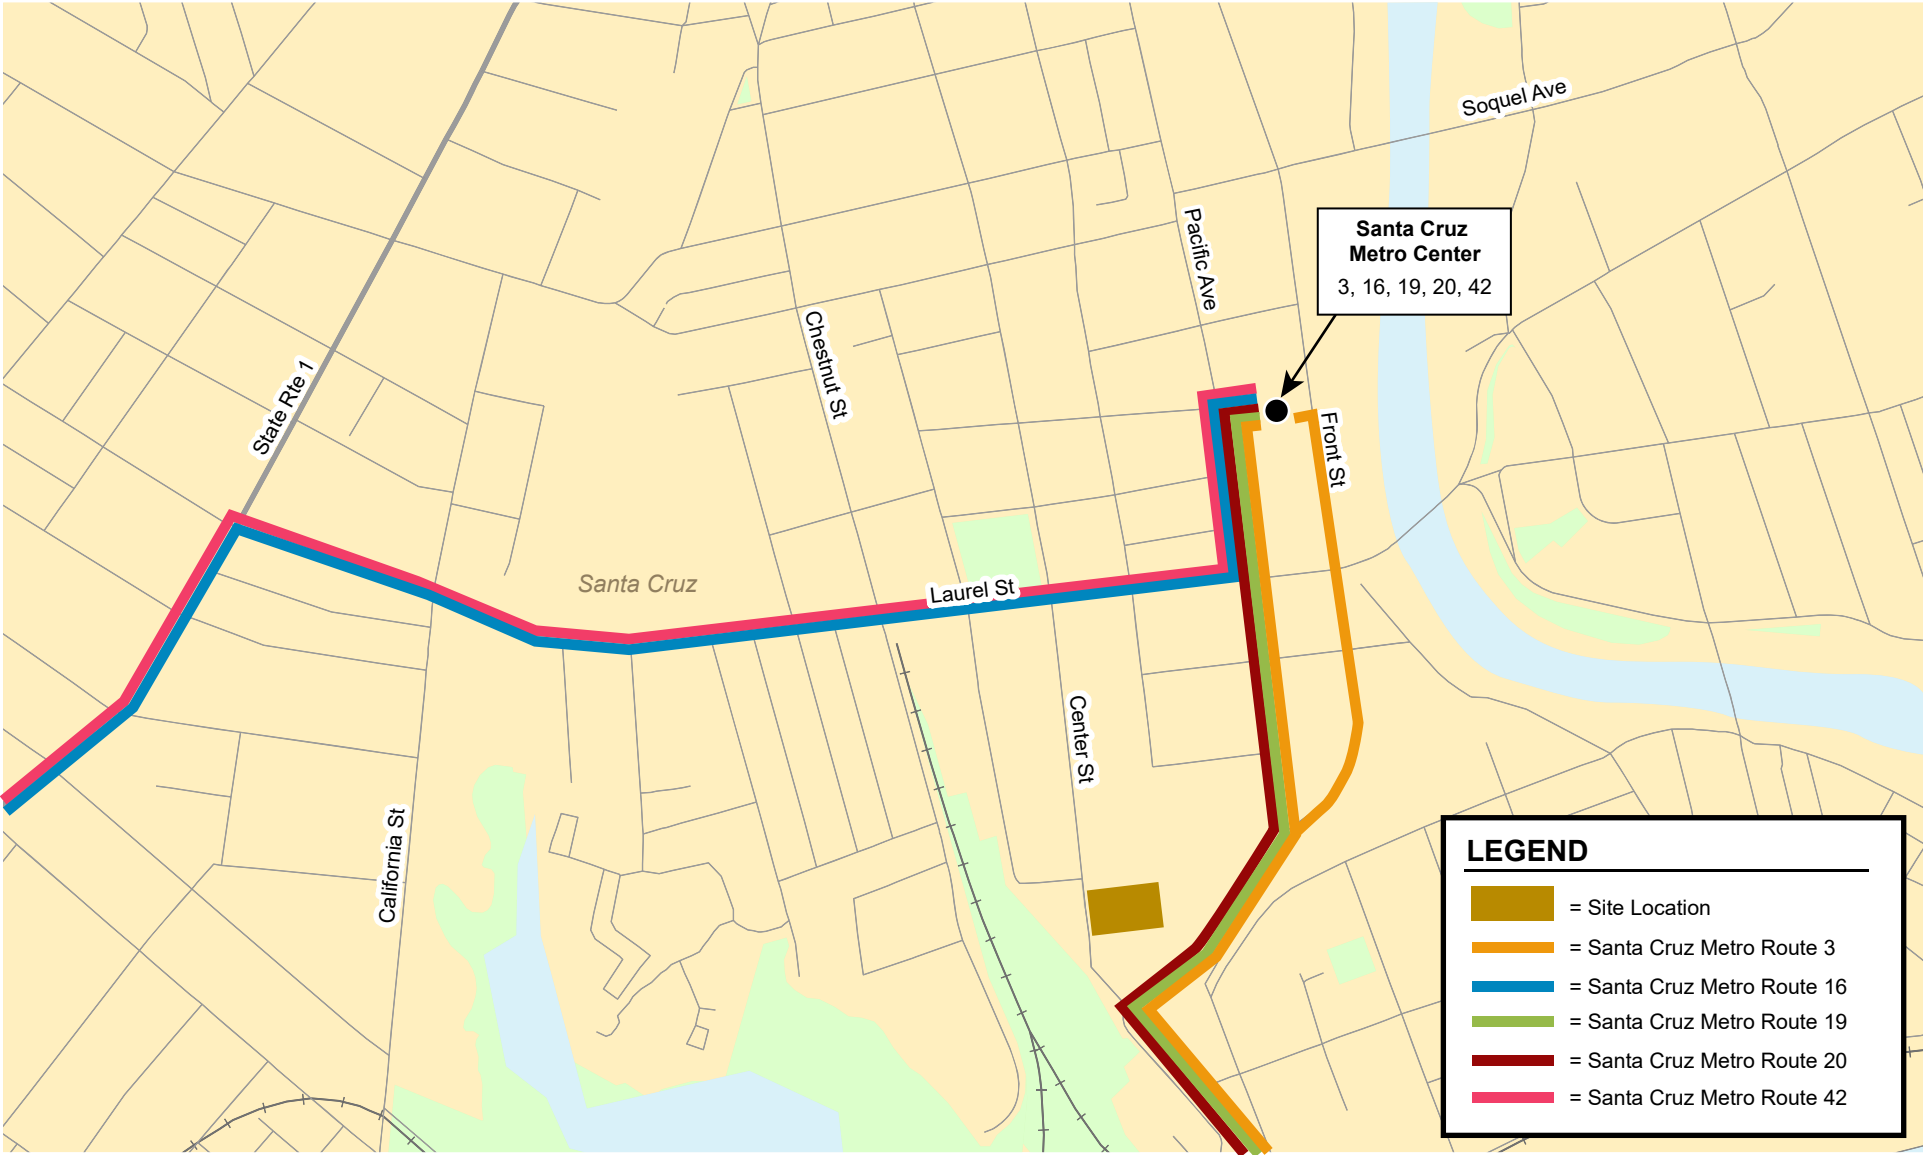 Soquel Ave
Pacific Ave
Santa Cruz
Metro Center
3, 16, 19, 20, 42
Chestnut St
State Rte 1
Front St
Santa Cruz
Laurel St
Center St
California St
LEGEND
= Site Location
= Santa Cruz Metro Route 3
= Santa Cruz Metro Route 16
= Santa Cruz Metro Route 19
= Santa Cruz Metro Route 20
= Santa Cruz Metro Route 42